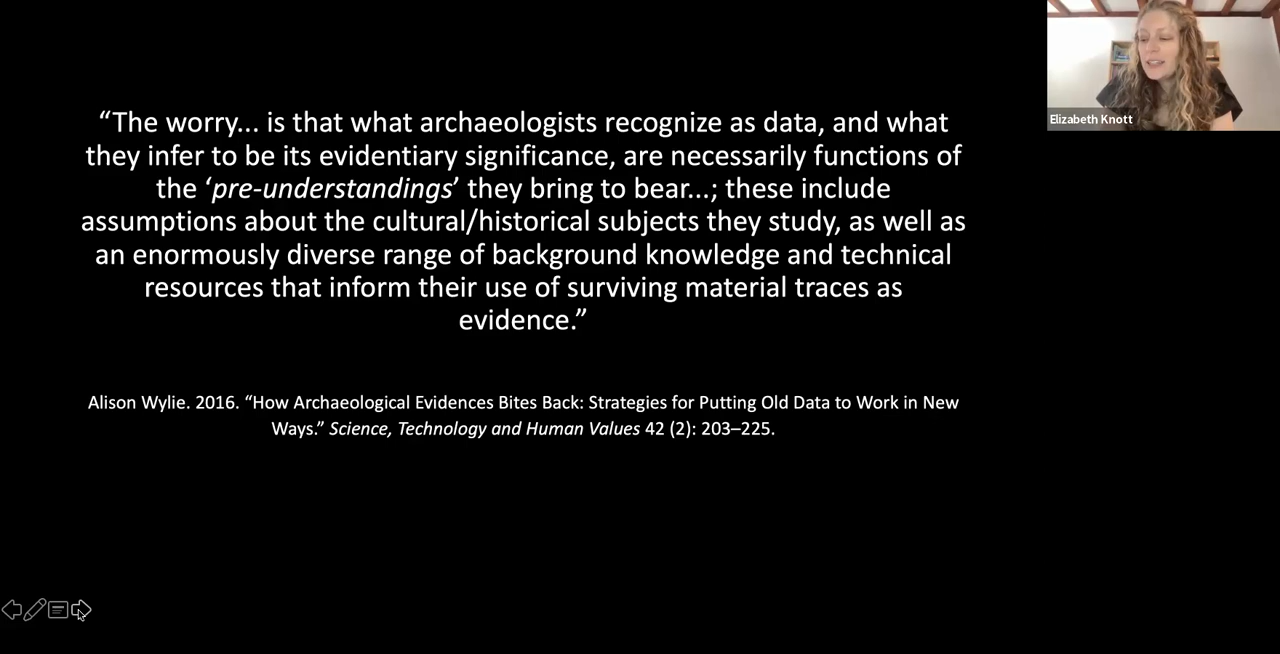 “The worry... is that what archaeologists recognize as data, and what
they infer to be its evidentiary significance, are necessarily functions of
the ‘pre-understandings’ they bring to bear...; these include
assumptions about the cultural/historical subjects they study, as well as
an enormously diverse range of background knowledge and technical
resources that inform their use of surviving material traces as
evidence.”
Alison Wylie. 2016. “How Archaeological Evidences Bites Back: Strategies for Putting Old Data to Work in New
Ways.” Science, Technology and Human Values 42 (2): 203–225.
Elizabeth Knott